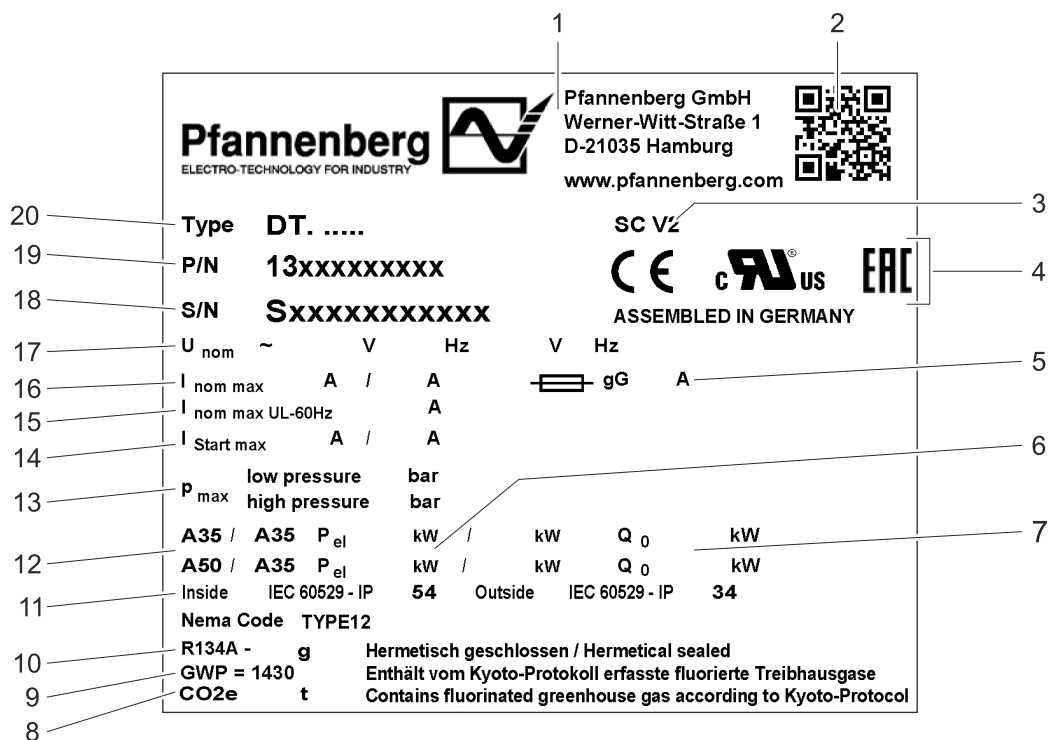 1 2
Pfannenberg
ELECTRO-TECHNOLOGY FOR INDUSTRY
Pfannenberg GmbH
Werner-Witt-Straße 1
D-21035 Hamburg
www.pfannenberg.com
20 Type DT. ..... SC V2 3
19 P/N 13xxxxxxxxx CE c RU ® US EAC 4
18 S/N Sxxxxxxxxxxx ASSEMBLED IN GERMANY
17 U nom ~ V Hz V Hz
16 I nom max A / A gG A 5
15 I nom max UL-60Hz A
14 I Start max A / A 6
13 p max low pressure bar
high pressure bar
12 A35 / A35 P el kW / kW Q 0 kW 7
A50 / A35 P el kW / kW Q 0 kW
11 Inside IEC 60529 - IP 54 Outside IEC 60529 - IP 34
Nema Code TYPE12
10 R134A - g Hermetisch geschlossen / Hermetical sealed
9 GWP = 1430 Enthält vom Kyoto-Protokoll erfasste fluorierte Treibhausgase
8 CO2e t Contains fluorinated greenhouse gas according to Kyoto-Protocol